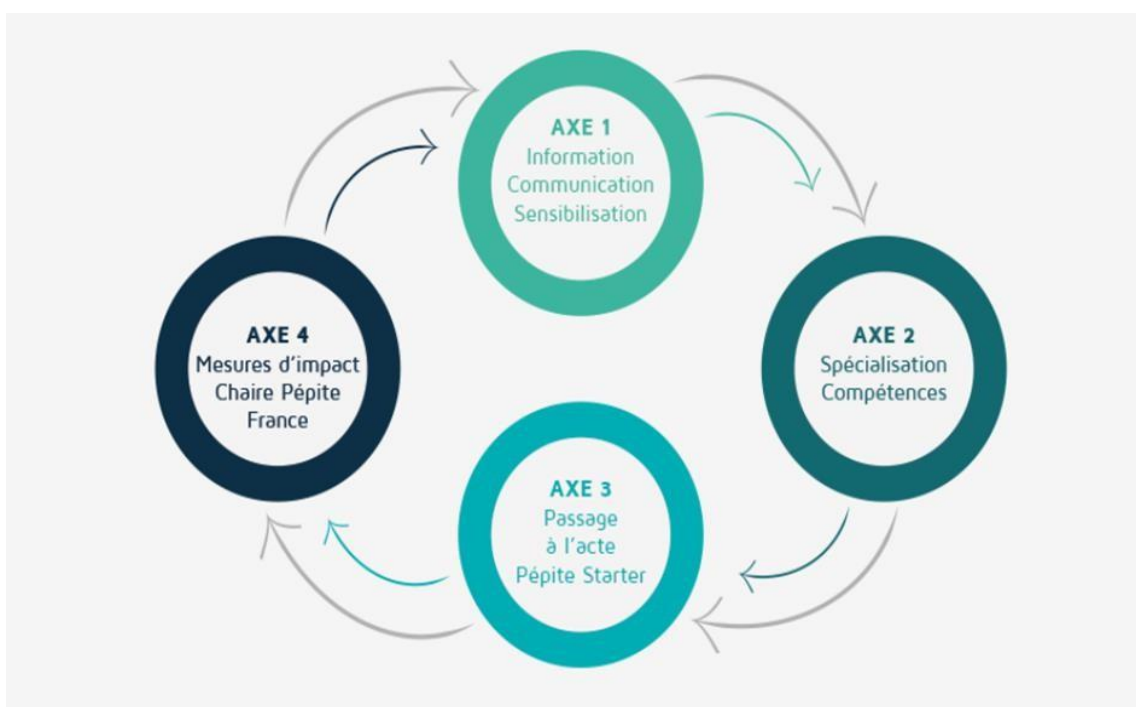 AXE 1
Information
Communication
Sensibilisation
AXE 2
Spécialisation
Compétences
AXE 3
Passage
à l'acte
Pépite Starter
AXE 4
Mesures d'impact
Chaire Pépite
France